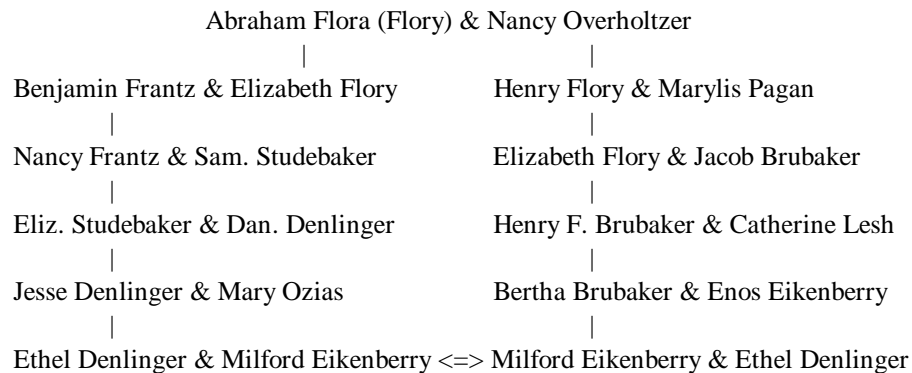 Abraham Flora (Flory) & Nancy Overholtzer
| |
Benjamin Frantz & Elizabeth Flory Henry Flory & Marylis Pagan
| |
Nancy Frantz & Sam. Studebaker Elizabeth Flory & Jacob Brubaker
| |
Eliz. Studebaker & Dan. Denlinger Henry F. Brubaker & Catherine Lesh
| |
Jesse Denlinger & Mary Ozias Bertha Brubaker & Enos Eikenberry
| |
Ethel Denlinger & Milford Eikenberry <=> Milford Eikenberry & Ethel Denlinger